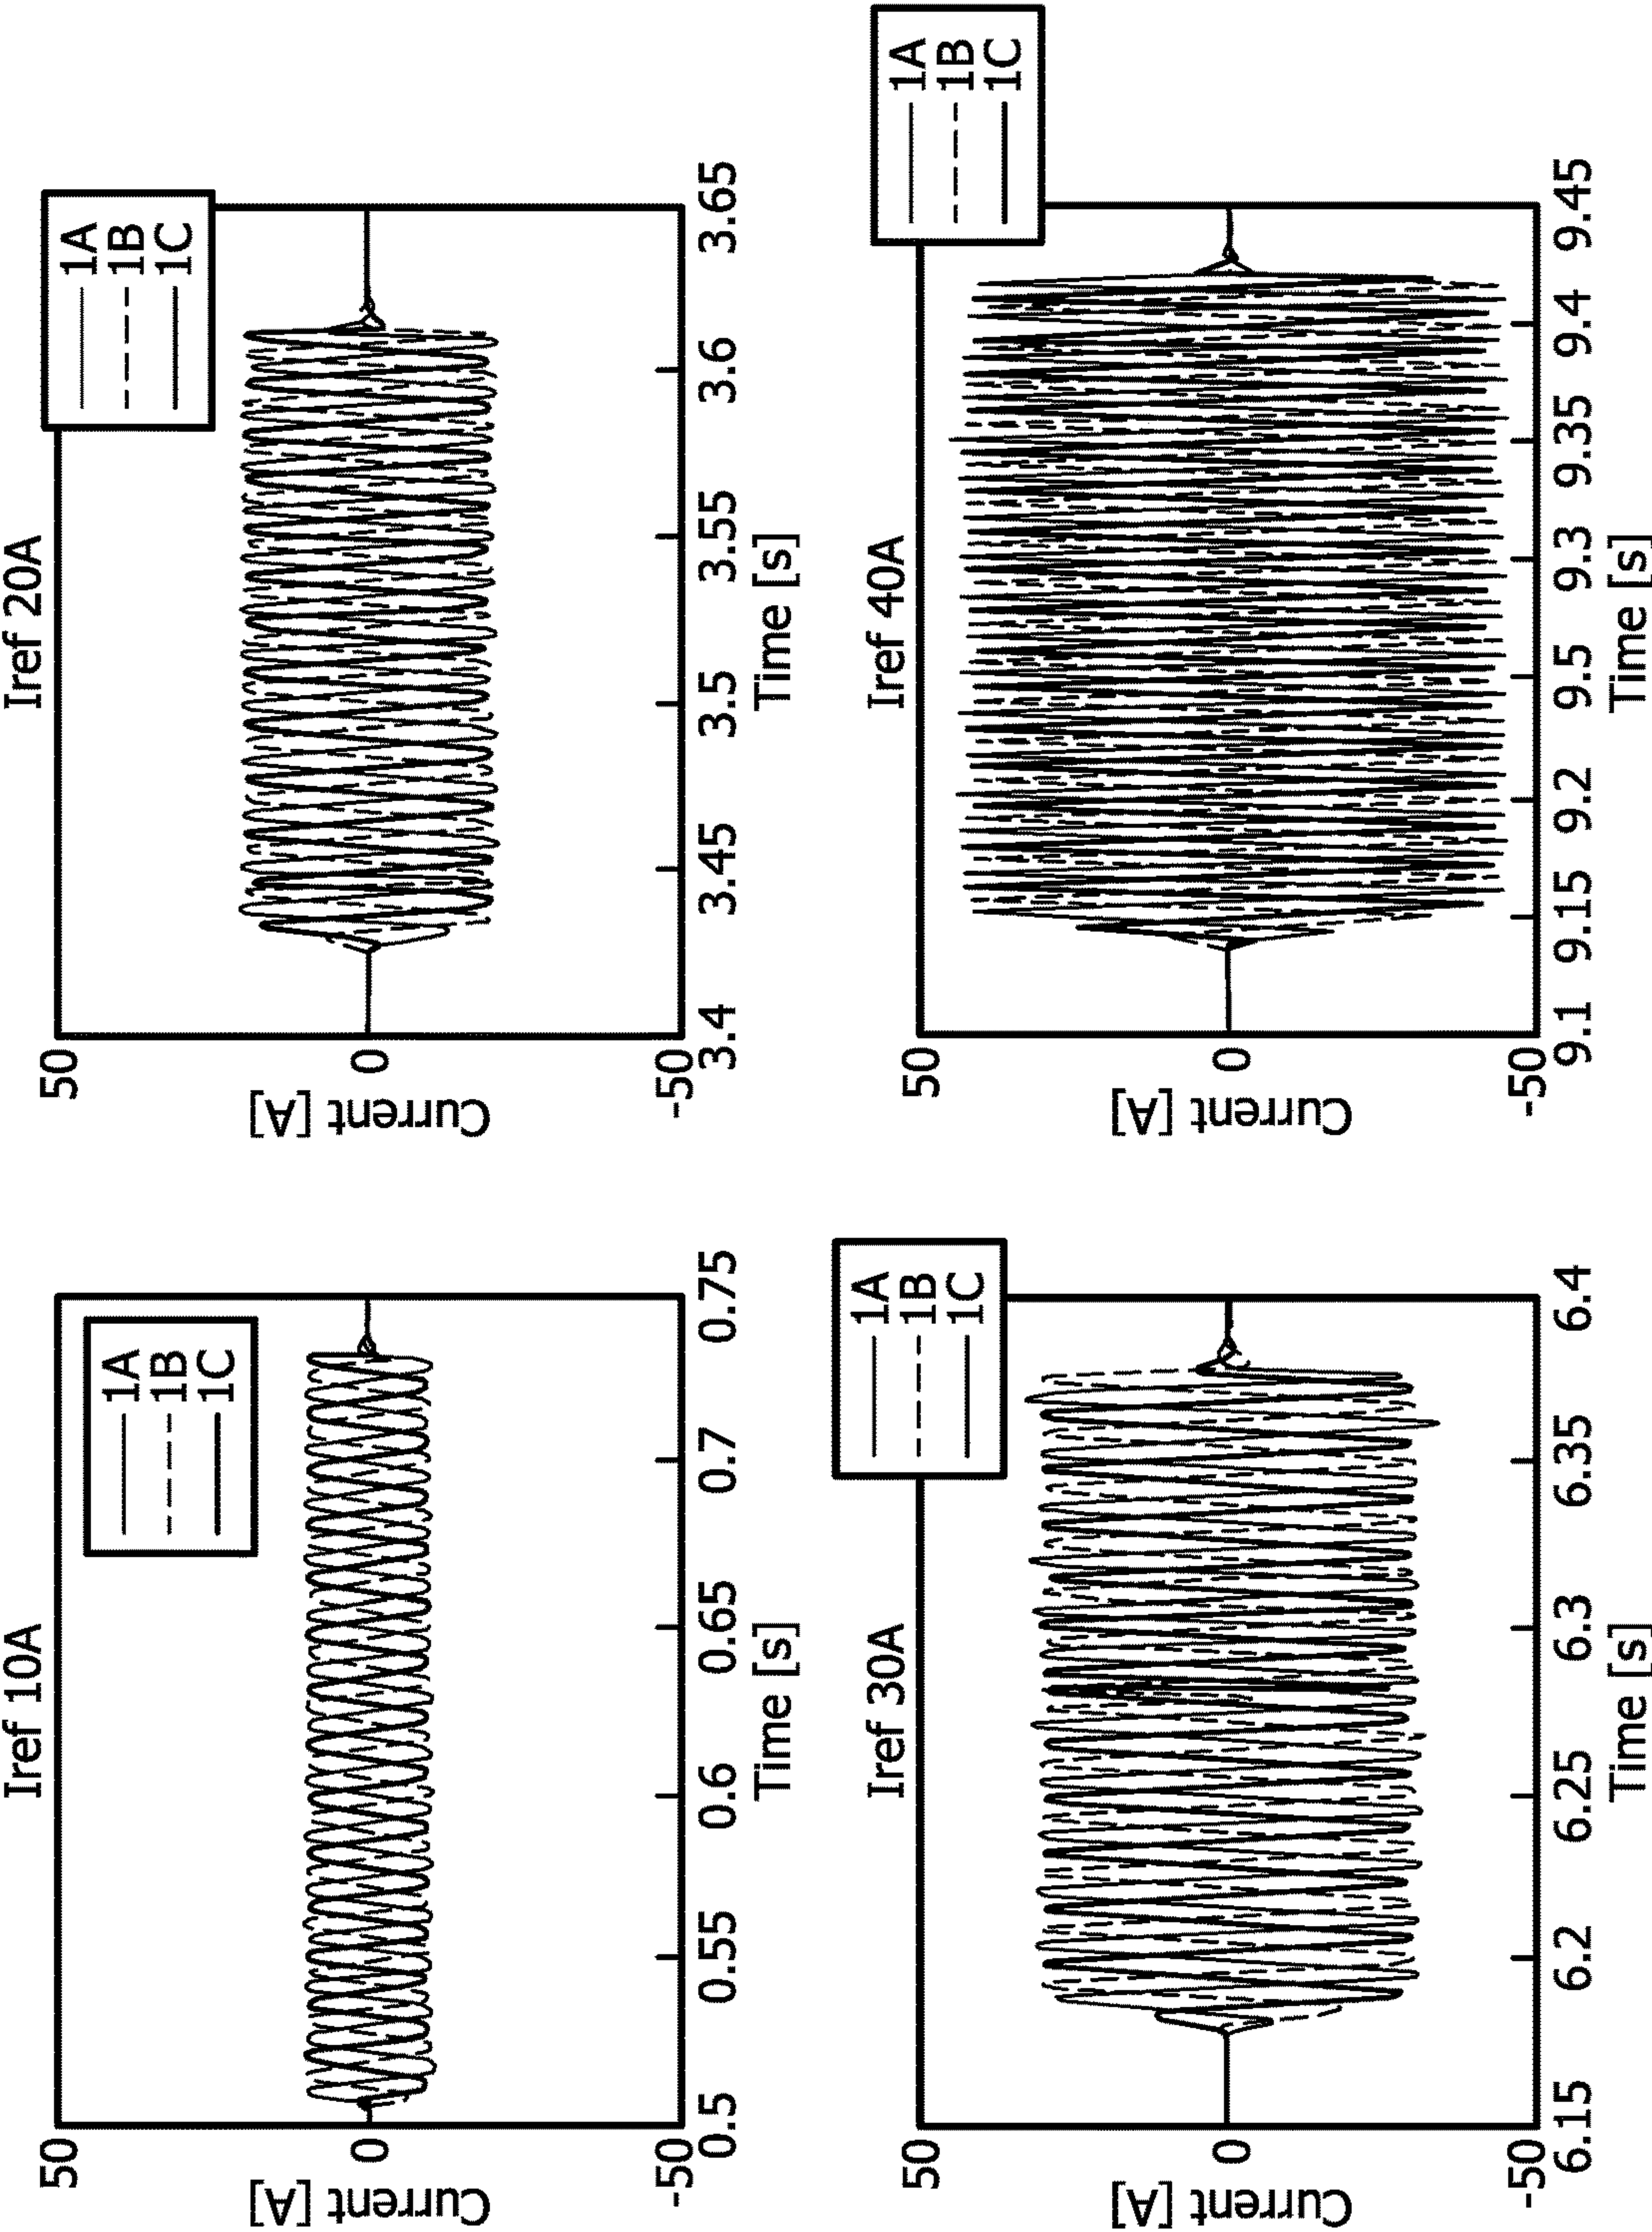 Iref 10A
50
0
-50
Current [A]
1A
1B
1C
0.5
0.55
0.6
0.65
0.7
0.75
Time [s]
Iref 20A
50
0
-50
Current [A]
1A
1B
1C
3.4
3.45
3.5
3.55
3.6
3.65
Time [s]
Iref 30A
50
0
-50
Current [A]
1A
1B
1C
6.15
6.2
6.25
6.3
6.35
6.4
Time [s]
Iref 40A
50
0
-50
Current [A]
1A
1B
1C
9.1
9.15
9.2
9.5
9.3
9.35
9.4
9.45
Time [s]